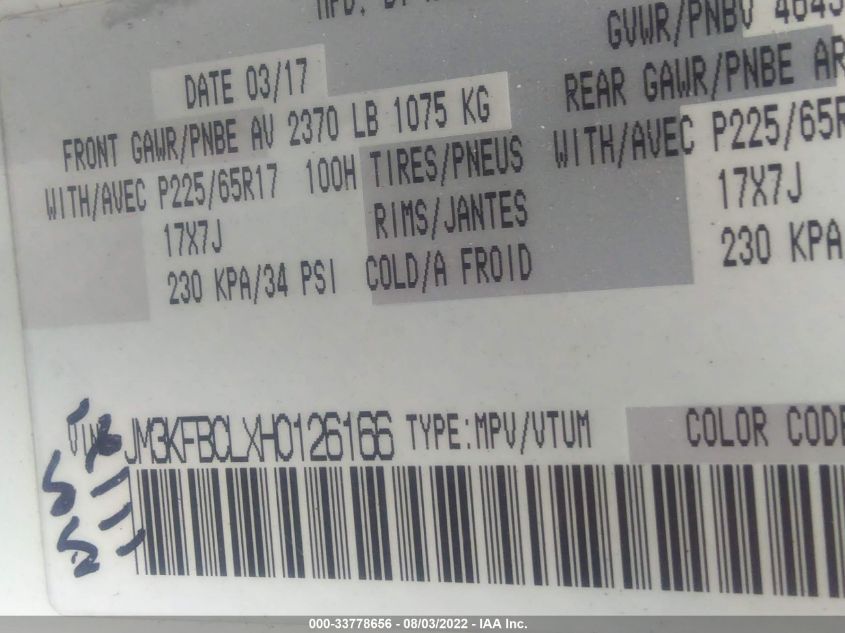 DATE 03/17
GVWR/PNBV
FRONT GAWR/PNBE AV 2370 LB 1075 KG
REAR GAWR/PNBE AR
WITH/AVEC P225/65R17 100H TIRES/PNEUS WITH/AVEC P225/65R
17X7J RIMS/JANTES 17X7J
230 KPA/34 PSI COLD/A FROID 230 KPA
VIN JM3KFBCLXH0126166 TYPE:MPV/VTUM COLOR CODE
000-33778656 - 08/03/2022 - IAA Inc.